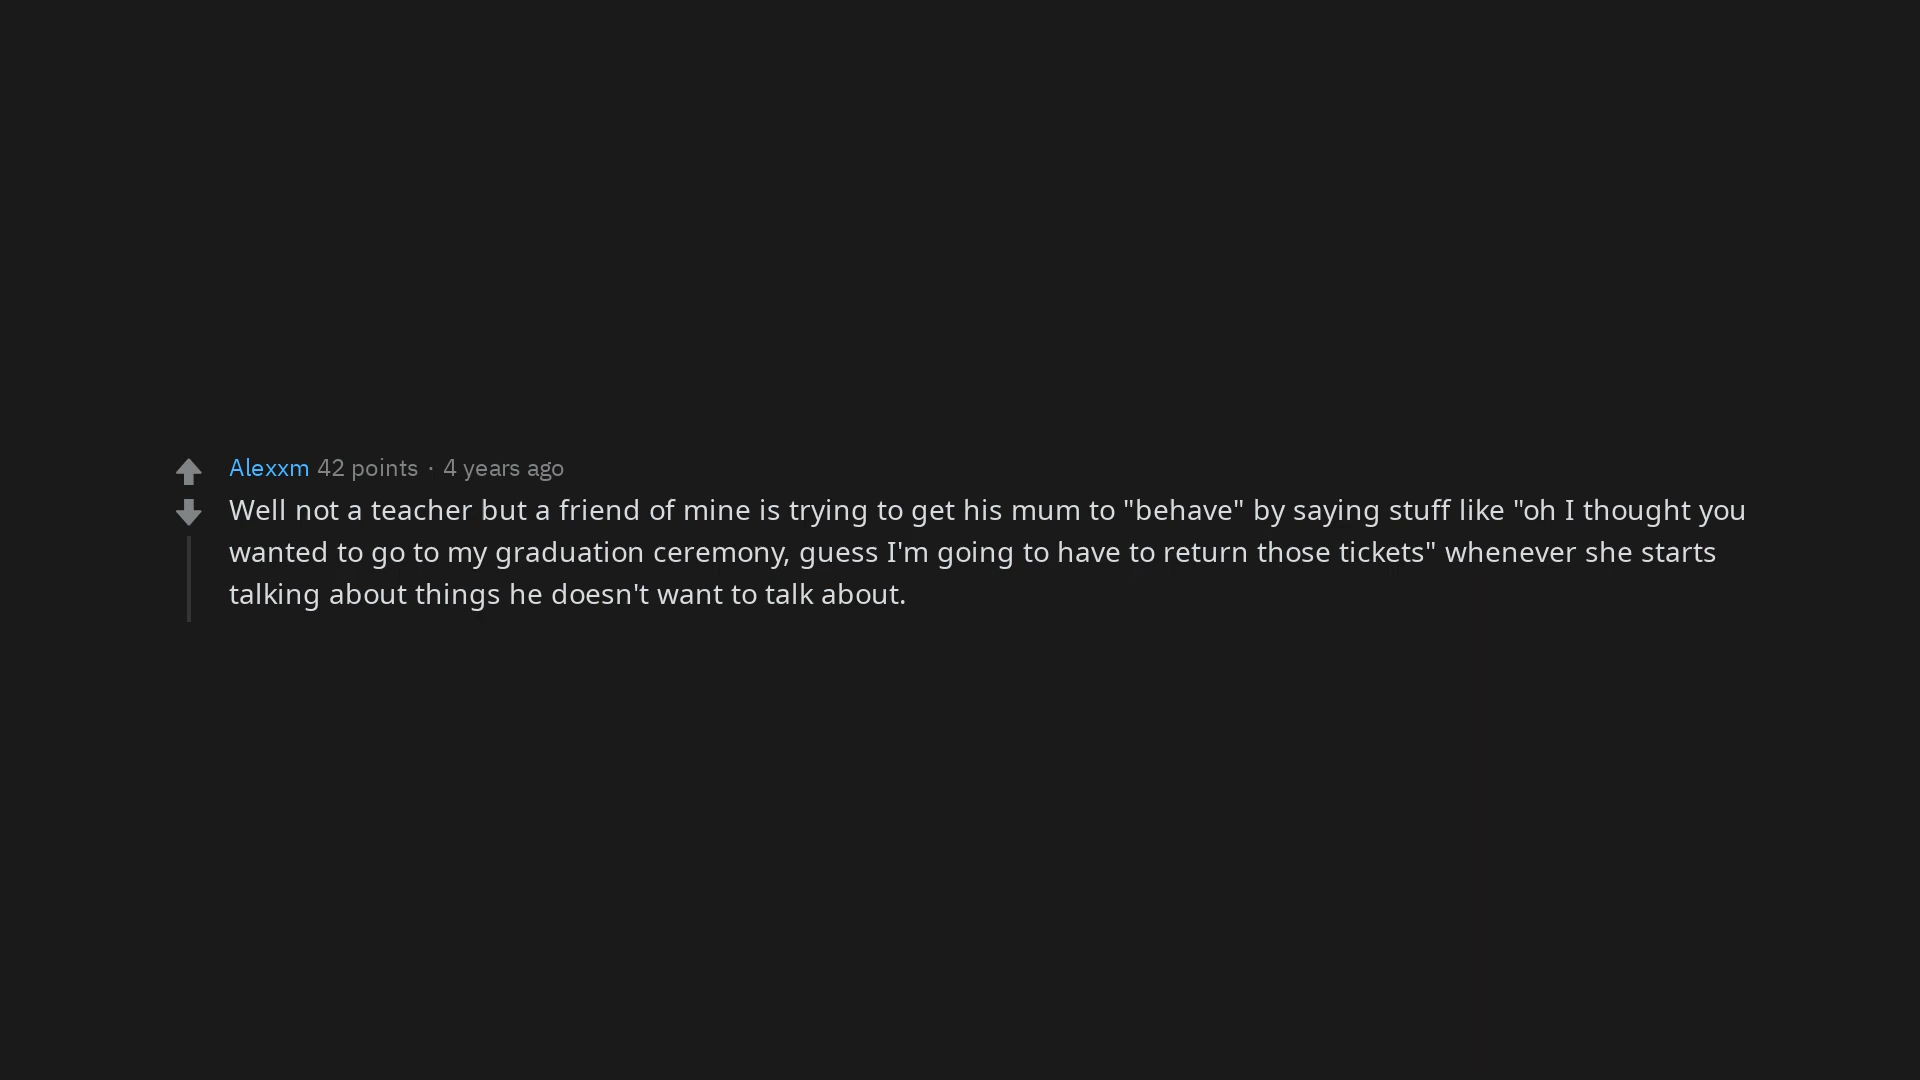 Alexxm 42 points · 4 years ago
Well not a teacher but a friend of mine is trying to get his mum to "behave" by saying stuff like "oh I thought you
wanted to go to my graduation ceremony, guess I'm going to have to return those tickets" whenever she starts
talking about things he doesn't want to talk about.